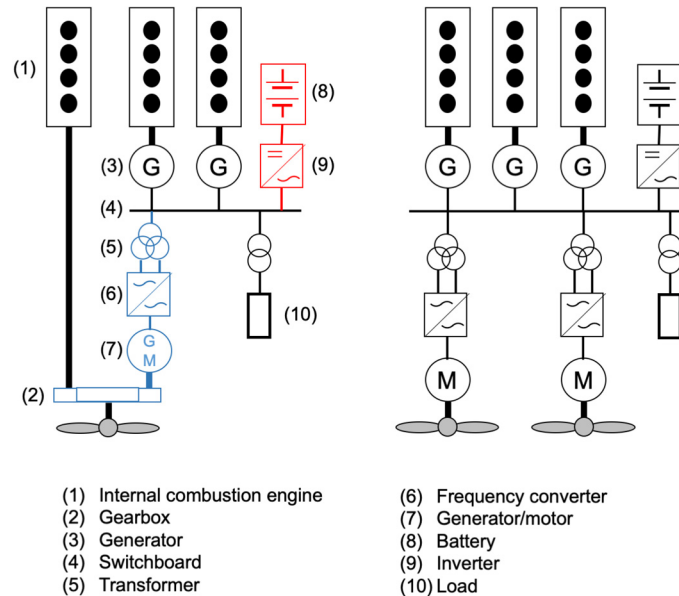 (1)
(8)
(3)
G
G
(9)
G
G
G
(4)
(5)
(6)
(10)
(7)
G
M
M
M
(2)
(1) Internal combustion engine
(2) Gearbox
(3) Generator
(4) Switchboard
(5) Transformer
(6) Frequency converter
(7) Generator/motor
(8) Battery
(9) Inverter
(10) Load